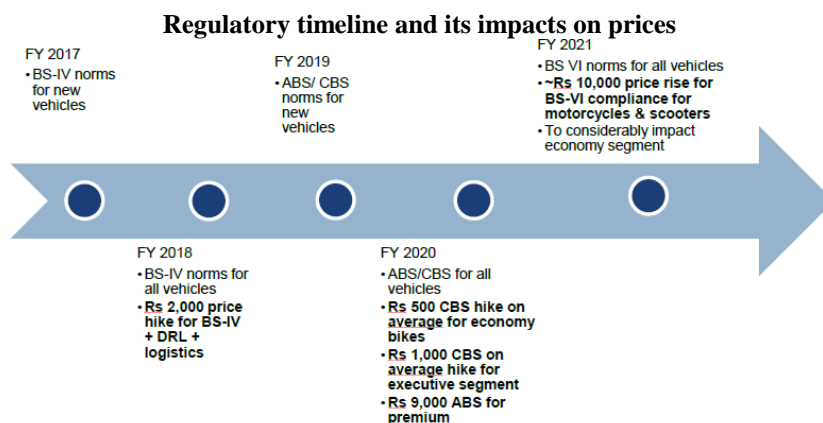 Regulatory timeline and its impacts on prices
FY 2017
•BS-IV norms
for new
vehicles
FY 2018
•BS-IV norms for
all vehicles
•Rs 2,000 price
hike for BS-IV
+ DRL +
logistics
FY 2019
•ABS/ CBS
norms for
new
vehicles
FY 2020
•ABS/CBS for all
vehicles
•Rs 500 CBS hike on
average for economy
bikes
•Rs 1,000 CBS on
average hike for
executive segment
•Rs 9,000 ABS for
premium
FY 2021
•BS VI norms for all vehicles
•~Rs 10,000 price rise for
BS-VI compliance for
motorcycles & scooters
•To considerably impact
economy segment